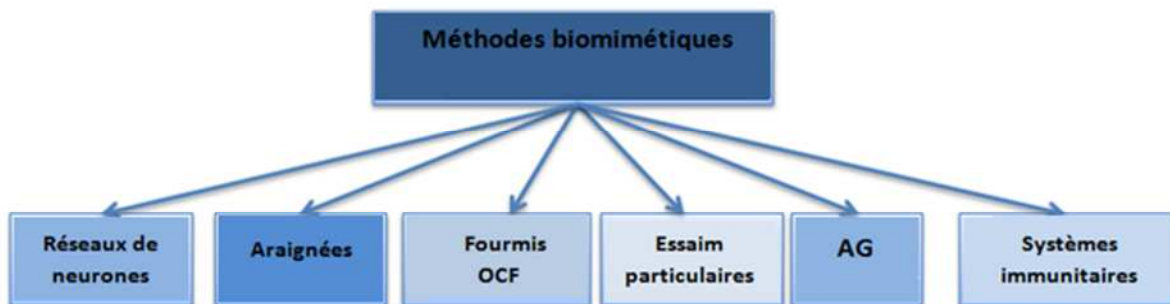 Méthodes biomimétiques
Réseaux de
neurones
Araignées
Fourmis
OCF
Essaim
particulaires
AG
Systèmes
immunitaires